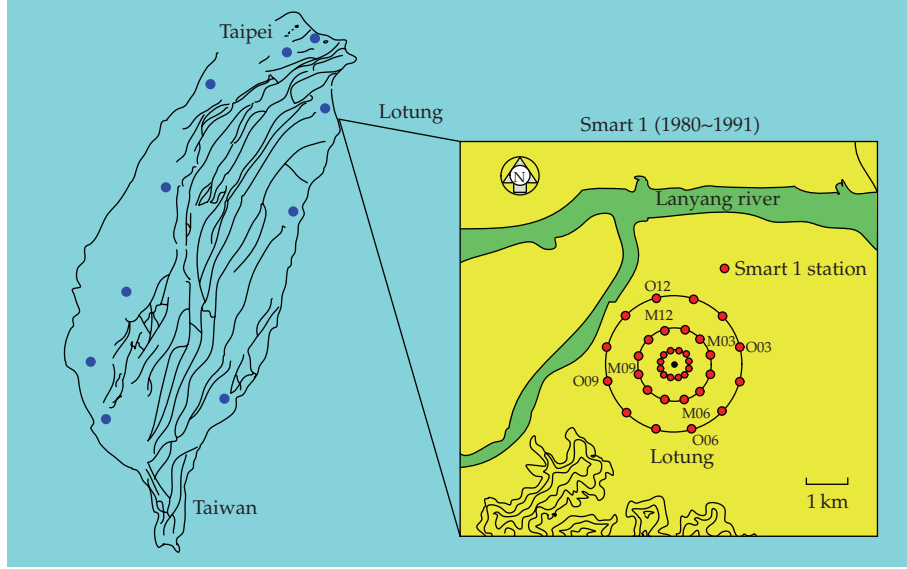 Taipei
Lotung
Smart 1 (1980~1991)
N
Lanyang river
Smart 1 station
O12
M12
M03
O03
M09
O09
M06
O06
Lotung
1 km
Taiwan